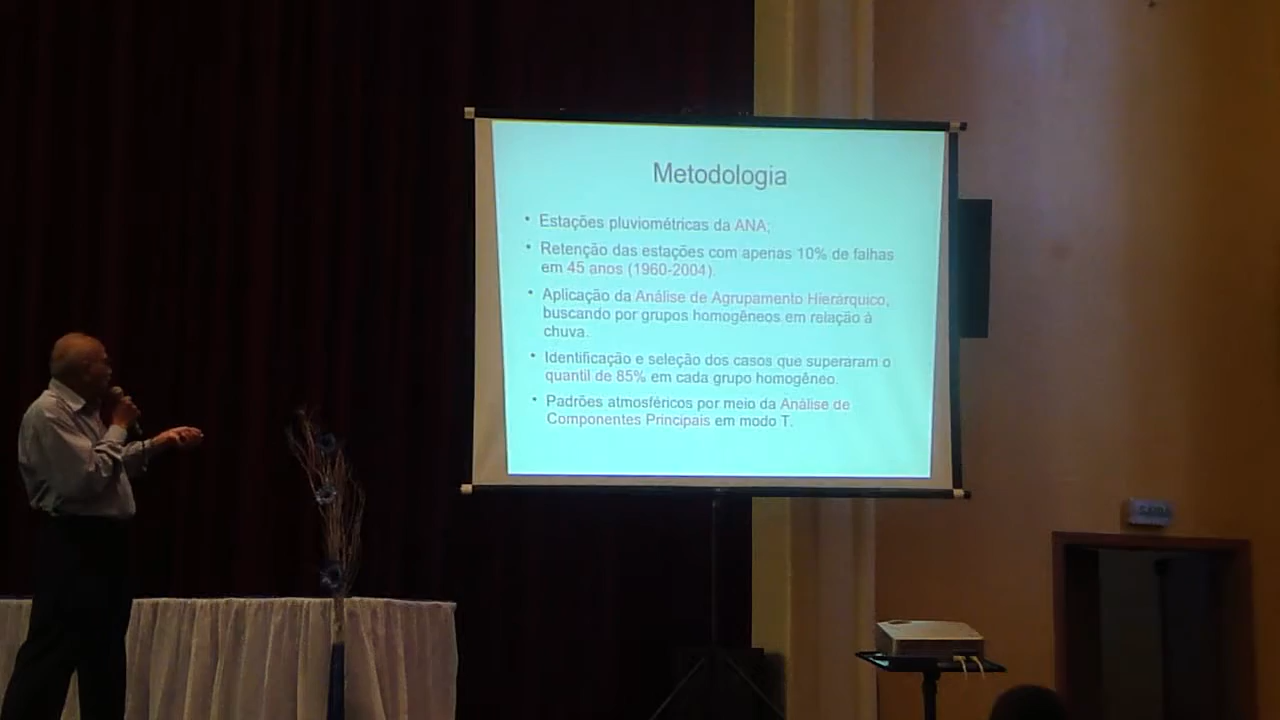 Metodologia
• Estações pluviométricas da ANA;
• Retenção das estações com apenas 10% de falhas
em 45 anos (1960-2004).
• Aplicação da Análise de Agrupamento Hierárquico,
buscando por grupos homogêneos em relação à
chuva.
• Identificação e seleção dos casos que superaram o
quantil de 85% em cada grupo homogêneo.
• Padrões atmosféricos por meio da Análise de
Componentes Principais em modo T.
SAÍDA